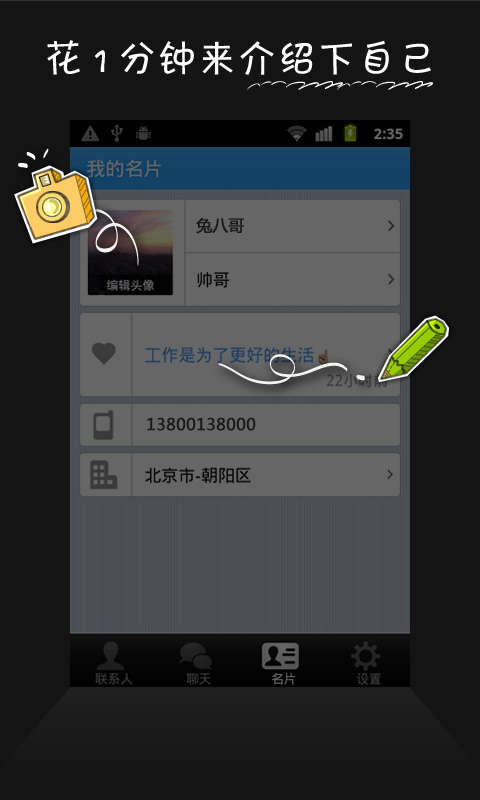 花1分钟来介绍下自己
2:35
我的名片
兔八哥
编辑头像
帅哥
工作是为了更好的生活
22小时前
13800138000
北京市-朝阳区
联系人 聊天 名片 设置